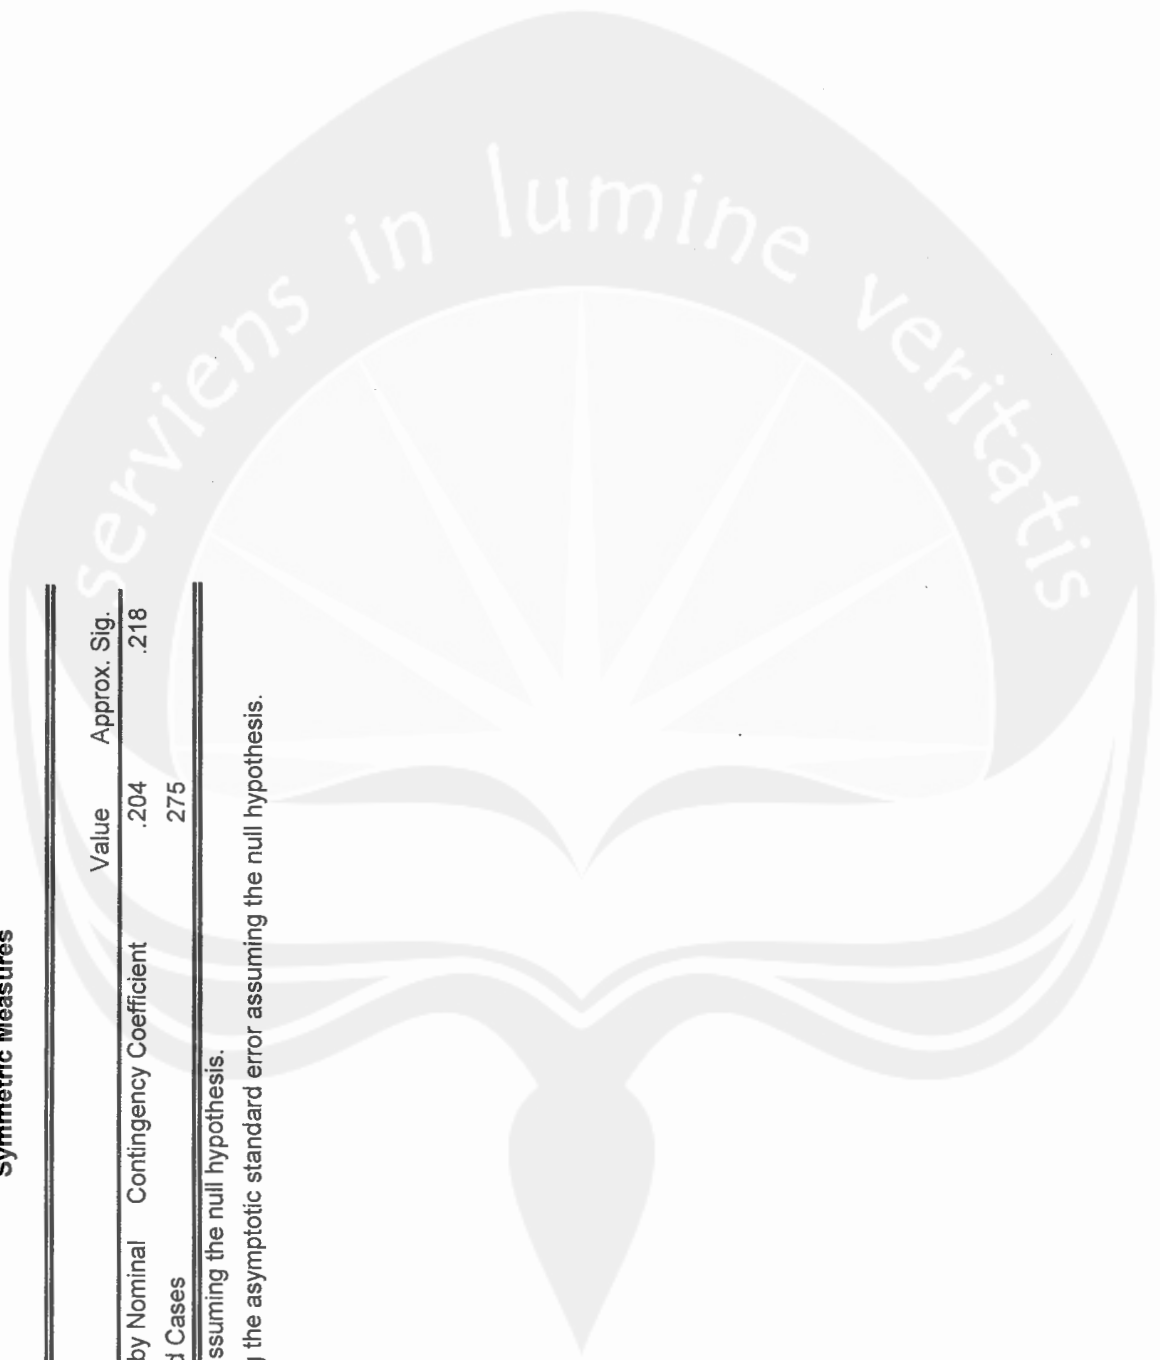 serviens in lumine veritatis
Symmetric Measures
Value Approx. Sig.
by Nominal Contingency Coefficient .204 .218
d Cases 275
ssuming the null hypothesis.
g the asymptotic standard error assuming the null hypothesis.